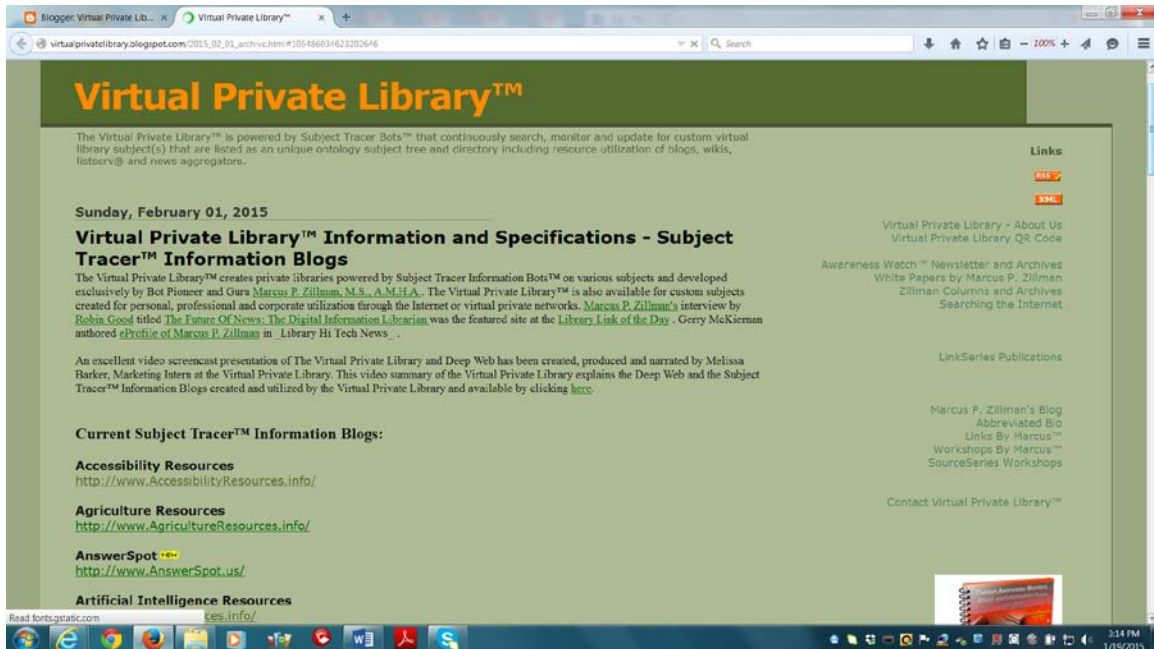 Blogger: Virtual Private Lib...
Virtual Private Library™
virtualprivatelibrary.blogspot.com/2015_02_01_archive.html#105486034623202646
Search
100%
Virtual Private Library™
The Virtual Private Library™ is powered by Subject Tracer Bots™ that continuously search, monitor and update for custom virtual
library subject(s) that are listed as an unique ontology subject tree and directory including resource utilization of blogs, wikis,
listserv® and news aggregators.
Links
RSS
XML
Sunday, February 01, 2015
Virtual Private Library™ Information and Specifications - Subject
Tracer™ Information Blogs
The Virtual Private Library™ creates private libraries powered by Subject Tracer Information Bots™ on various subjects and developed
exclusively by Bot Pioneer and Guru Marcus P. Zillman, M.S., A.M.H.A.. The Virtual Private Library™ is also available for custom subjects
created for personal, professional and corporate utilization through the Internet or virtual private networks. Marcus P. Zillman's interview by
Robin Good titled The Future Of News: The Digital Information Librarian was the featured site at the Library Link of the Day . Gerry McKiernan
authored eProfile of Marcus P. Zillman in _Library Hi Tech News_ .
An excellent video screencast presentation of The Virtual Private Library and Deep Web has been created, produced and narrated by Melissa
Barker, Marketing Intern at the Virtual Private Library. This video summary of the Virtual Private Library explains the Deep Web and the Subject
Tracer™ Information Blogs created and utilized by the Virtual Private Library and available by clicking here.
Current Subject Tracer™ Information Blogs:
Accessibility Resources
http://www.AccessibilityResources.info/
Agriculture Resources
http://www.AgricultureResources.info/
AnswerSpot NEW
http://www.AnswerSpot.us/
Artificial Intelligence Resources
ces.info/
Virtual Private Library - About Us
Virtual Private Library QR Code
Awareness Watch™ Newsletter and Archives
White Papers by Marcus P. Zillman
Zillman Columns and Archives
Searching the Internet
LinkSeries Publications
Marcus P. Zillman's Blog
Abbreviated Bio
Links By Marcus™
Workshops By Marcus™
SourceSeries Workshops
Contact Virtual Private Library™
Read fonts.gstatic.com
3:14 PM
1/19/2015